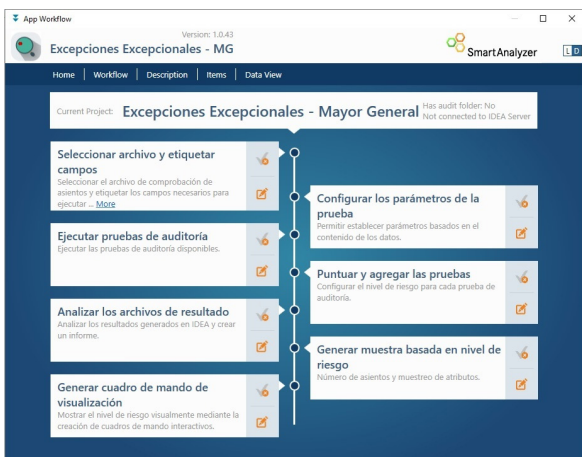 App Workflow
Version: 1.0.43
Excepciones Excepcionales - MG
SmartAnalyzer
L D
Home Workflow Description Items Data View
Current Project: Excepciones Excepcionales - Mayor General
Has audit folder: No
Not connected to IDEA Server
Seleccionar archivo y etiquetar
campos
Seleccionar el archivo de comprobación de
asientos y etiquetar los campos necesarios para
ejecutar ... More
Configurar los parámetros de la
prueba
Permitir establecer parámetros basados en el
contenido de los datos.
Ejecutar pruebas de auditoría
Ejecutar las pruebas de auditoría disponibles.
Puntuar y agregar las pruebas
Configurar el nivel de riesgo para cada prueba de
auditoría.
Analizar los archivos de resultado
Analizar los resultados generados en IDEA y crear
un informe.
Generar muestra basada en nivel de
riesgo
Número de asientos y muestreo de atributos.
Generar cuadro de mando de
visualización
Mostrar el nivel de riesgo visualmente mediante la
creación de cuadros de mando interactivos.